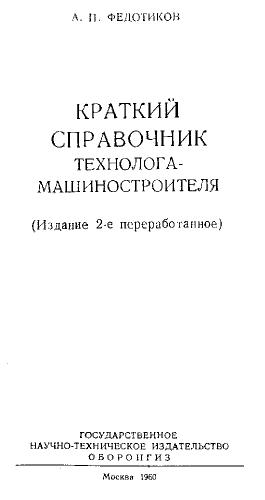 А. П. ФЕДОТИКОВ
КРАТКИЙ
СПРАВОЧНИК
ТЕХНОЛОГА-
МАШИНОСТРОИТЕЛЯ
(Издание 2-е переработанное)
ГОСУДАРСТВЕННОЕ
НАУЧНО-ТЕХНИЧЕСКОЕ ИЗДАТЕЛЬСТВО
ОБОРОНГИЗ
Москва 1960